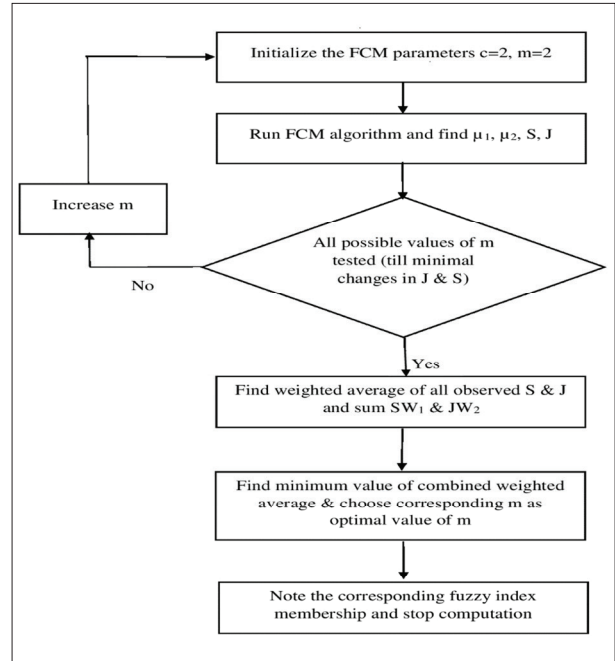 Initialize the FCM parameters c=2, m=2
Run FCM algorithm and find µ₁, µ₂, S, J
Increase m
All possible values of m
tested (till minimal
changes in J & S)
No
Yes
Find weighted average of all observed S & J
and sum SW₁ & JW₂
Find minimum value of combined weighted
average & choose corresponding m as
optimal value of m
Note the corresponding fuzzy index
membership and stop computation